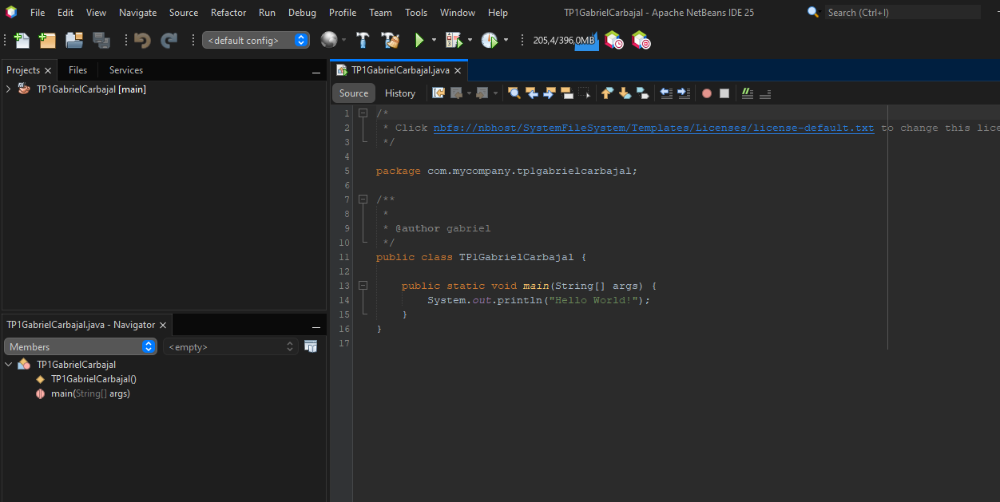 File Edit View Navigate Source Refactor Run Debug Profile Team Tools Window Help TP1GabrielCarbajal - Apache NetBeans IDE 25 Search (Ctrl+I)
<default config> 205,4/396,0MB
Projects Files Services
TP1GabrielCarbajal [main]
TP1GabrielCarbajal.java - Navigator
Members <empty>
TP1GabrielCarbajal
TP1GabrielCarbajal()
main(String[] args)
TP1GabrielCarbajal.java
Source History
1 /*
2 * Click nbfs://nbhost/SystemFileSystem/Templates/Licenses/license-default.txt to change this lice
3 */
4
5 package com.mycompany.tp1gabrielcarbajal;
6
7 /**
8 *
9 * @author gabriel
10 */
11 public class TP1GabrielCarbajal {
12
13 public static void main(String[] args) {
14 System.out.println("Hello World!");
15 }
16 }
17